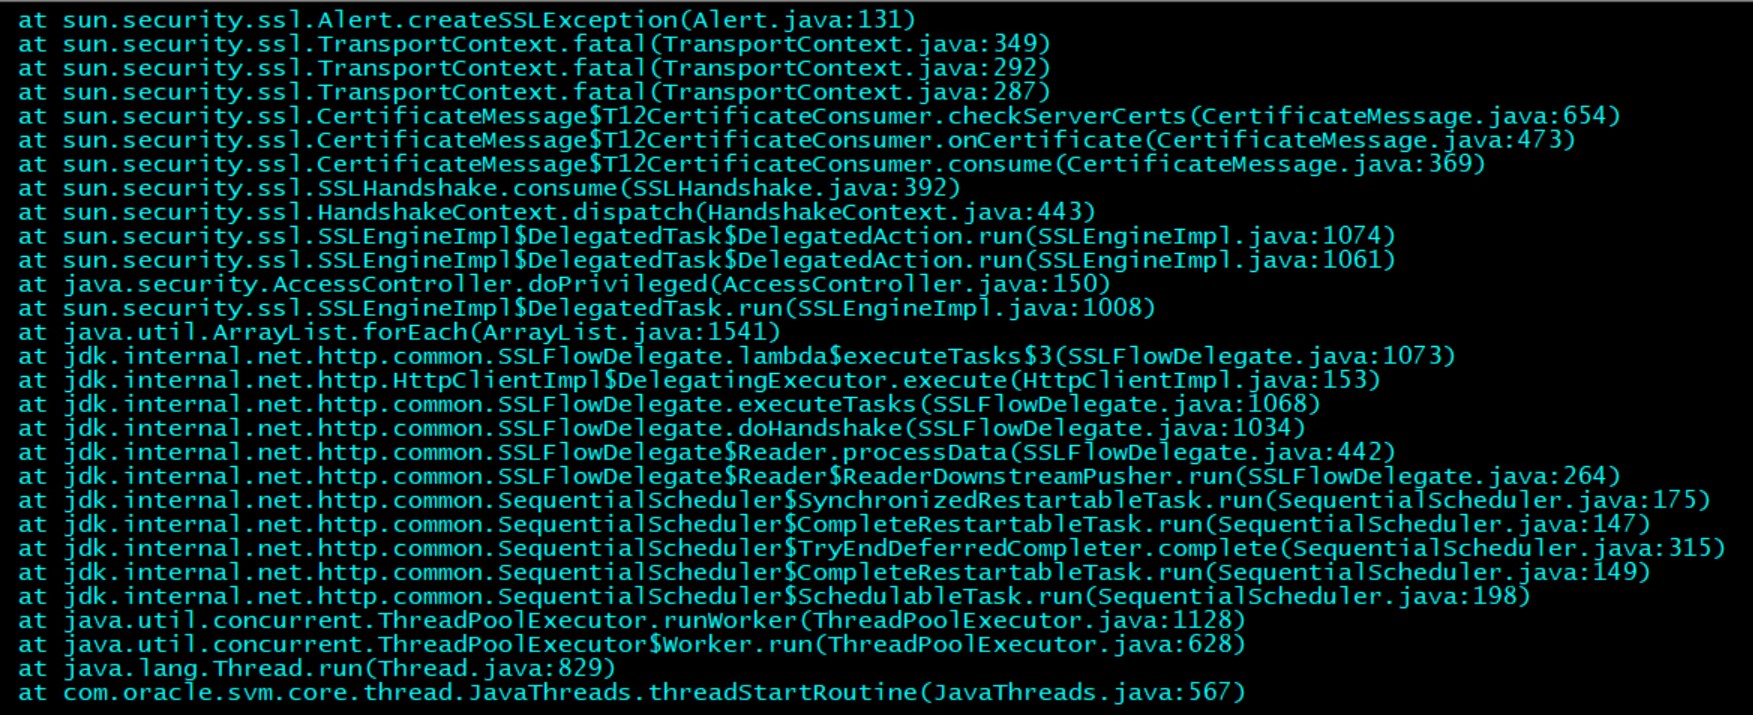 at sun.security.ssl.Alert.createSSLException(Alert.java:131)
at sun.security.ssl.TransportContext.fatal(TransportContext.java:349)
at sun.security.ssl.TransportContext.fatal(TransportContext.java:292)
at sun.security.ssl.TransportContext.fatal(TransportContext.java:287)
at sun.security.ssl.CertificateMessage$T12CertificateConsumer.checkServerCerts(CertificateMessage.java:654)
at sun.security.ssl.CertificateMessage$T12CertificateConsumer.onCertificate(CertificateMessage.java:473)
at sun.security.ssl.CertificateMessage$T12CertificateConsumer.consume(CertificateMessage.java:369)
at sun.security.ssl.SSLHandshake.consume(SSLHandshake.java:392)
at sun.security.ssl.HandshakeContext.dispatch(HandshakeContext.java:443)
at sun.security.ssl.SSLEngineImpl$DelegatedTask$DelegatedAction.run(SSLEngineImpl.java:1074)
at sun.security.ssl.SSLEngineImpl$DelegatedTask$DelegatedAction.run(SSLEngineImpl.java:1061)
at java.security.AccessController.doPrivileged(AccessController.java:150)
at sun.security.ssl.SSLEngineImpl$DelegatedTask.run(SSLEngineImpl.java:1008)
at java.util.ArrayList.forEach(ArrayList.java:1541)
at jdk.internal.net.http.common.SSLFlowDelegate.lambda$executeTasks$3(SSLFlowDelegate.java:1073)
at jdk.internal.net.http.HttpClientImpl$DelegatingExecutor.execute(HttpClientImpl.java:153)
at jdk.internal.net.http.common.SSLFlowDelegate.executeTasks(SSLFlowDelegate.java:1068)
at jdk.internal.net.http.common.SSLFlowDelegate.doHandshake(SSLFlowDelegate.java:1034)
at jdk.internal.net.http.common.SSLFlowDelegate$Reader.processData(SSLFlowDelegate.java:442)
at jdk.internal.net.http.common.SSLFlowDelegate$Reader$ReaderDownstreamPusher.run(SSLFlowDelegate.java:264)
at jdk.internal.net.http.common.SequentialScheduler$SynchronizedRestartableTask.run(SequentialScheduler.java:175)
at jdk.internal.net.http.common.SequentialScheduler$CompleteRestartableTask.run(SequentialScheduler.java:147)
at jdk.internal.net.http.common.SequentialScheduler$TryEndDeferredCompleter.complete(SequentialScheduler.java:315)
at jdk.internal.net.http.common.SequentialScheduler$CompleteRestartableTask.run(SequentialScheduler.java:149)
at jdk.internal.net.http.common.SequentialScheduler$SchedulableTask.run(SequentialScheduler.java:198)
at java.util.concurrent.ThreadPoolExecutor.runWorker(ThreadPoolExecutor.java:1128)
at java.util.concurrent.ThreadPoolExecutor$Worker.run(ThreadPoolExecutor.java:628)
at java.lang.Thread.run(Thread.java:829)
at com.oracle.svm.core.thread.JavaThreads.threadStartRoutine(JavaThreads.java:567)